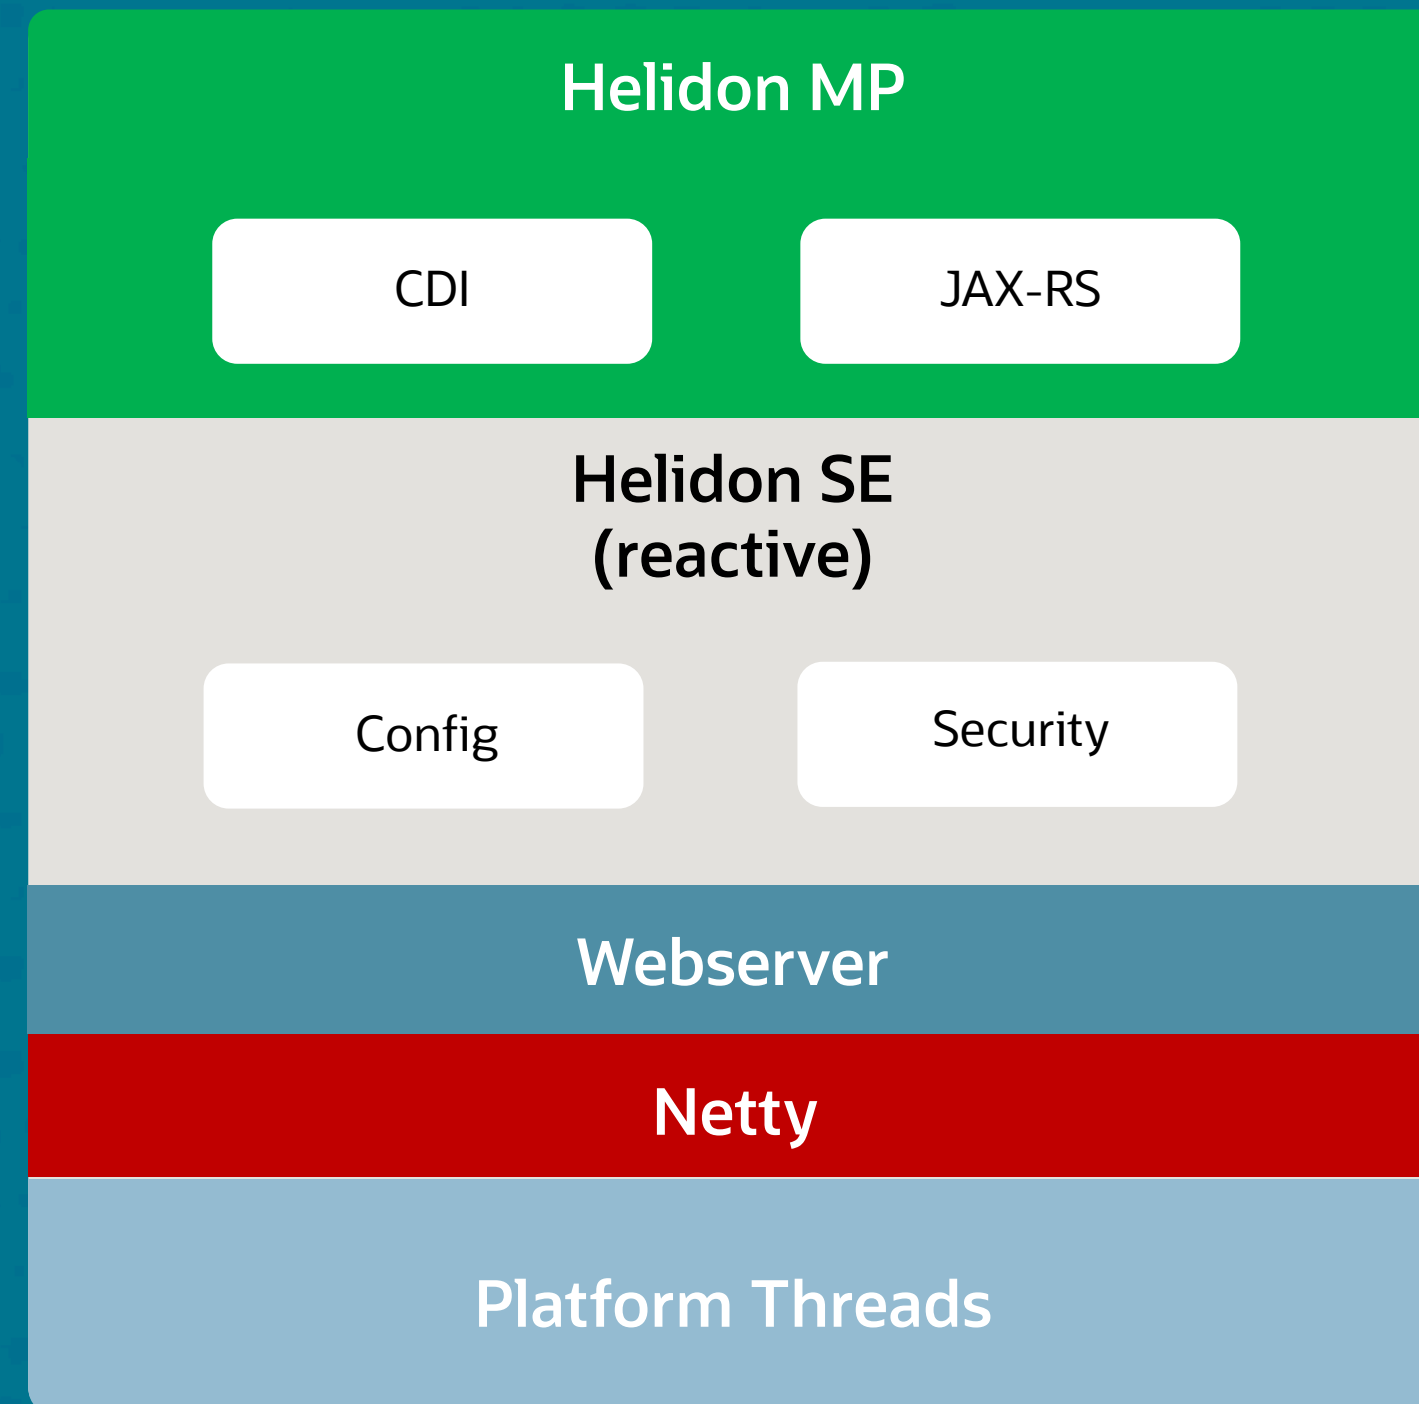 Helidon MP
CDI
JAX-RS
Helidon SE
(reactive)
Config
Security
Webserver
Netty
Platform Threads